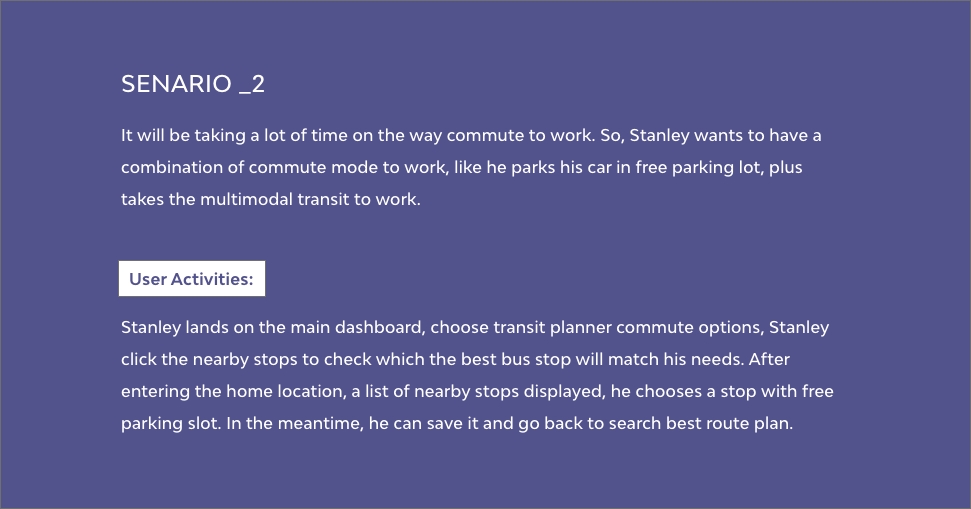 SENARIO _2
It will be taking a lot of time on the way commute to work. So, Stanley wants to have a
combination of commute mode to work, like he parks his car in free parking lot, plus
takes the multimodal transit to work.
User Activities:
Stanley lands on the main dashboard, choose transit planner commute options, Stanley
click the nearby stops to check which the best bus stop will match his needs. After
entering the home location, a list of nearby stops displayed, he chooses a stop with free
parking slot. In the meantime, he can save it and go back to search best route plan.